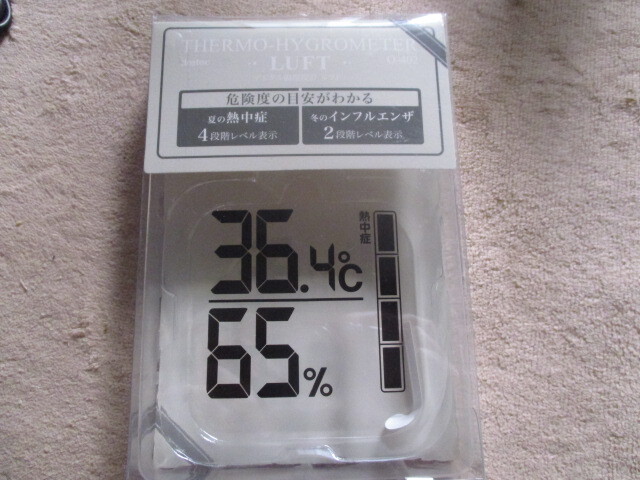 THERMO-HYGROMETER
· LUFT ·
危険度の目安がわかる
夏の熱中症
4段階レベル表示
冬のインフルエンザ
2段階レベル表示
36.4℃
熱中症
65%